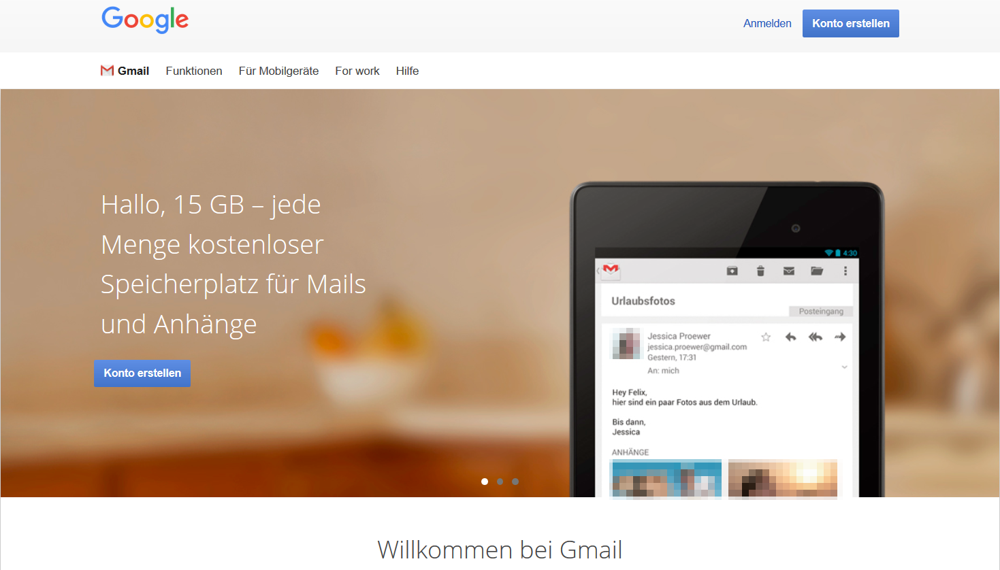 Google
Anmelden
Konto erstellen
Gmail Funktionen Für Mobilgeräte For work Hilfe
Hallo, 15 GB – jede
Menge kostenloser
Speicherplatz für Mails
und Anhänge
Konto erstellen
4:30
Urlaubsfotos
Posteingang
Jessica Proewer
jessica.proewer@gmail.com
Gestern, 17:31
An: mich
Hey Felix,
hier sind ein paar Fotos aus dem Urlaub.
Bis dann,
Jessica
ANHÄNGE
Willkommen bei Gmail